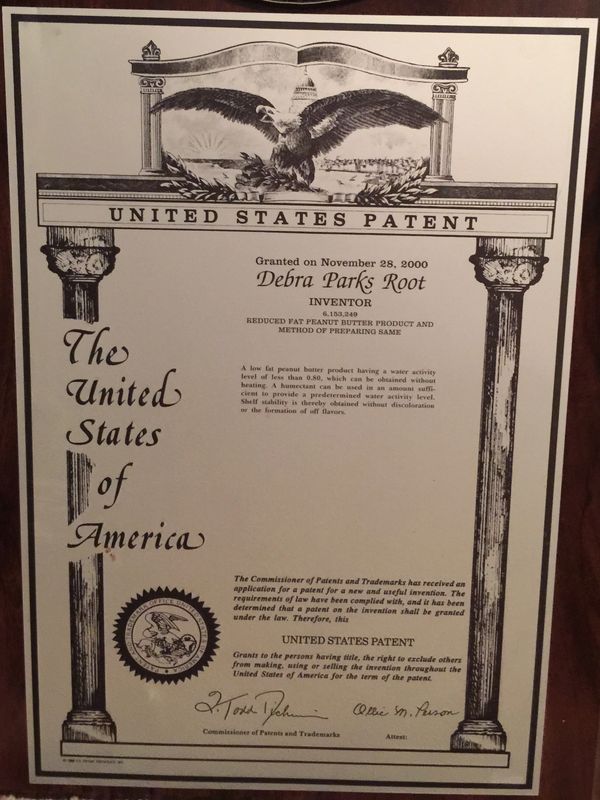 UNITED STATES PATENT
Granted on November 28, 2000
Debra Parks Root
INVENTOR
6,153,249
REDUCED FAT PEANUT BUTTER PRODUCT AND
METHOD OF PREPARING SAME
The
United
States
of
America
A low fat peanut butter product having a water activity
level of less than 0.80, which can be obtained without
heating. A humectant can be used in an amount suffi-
cient to provide a predetermined water activity level.
Shelf stability is thereby obtained without discoloration
or the formation of off flavors.
The Commissioner of Patents and Trademarks has received an
application for a patent for a new and useful invention. The
requirements of law have been complied with, and it has been
determined that a patent on the invention shall be granted
under the law. Therefore, this
UNITED STATES PATENT
Grants to the persons having title, the right to exclude others
from making, using or selling the invention throughout the
United States of America for the term of the patent.
Q. Todd Dickinson Ollie M. Person
Commissioner of Patents and Trademarks Attest: